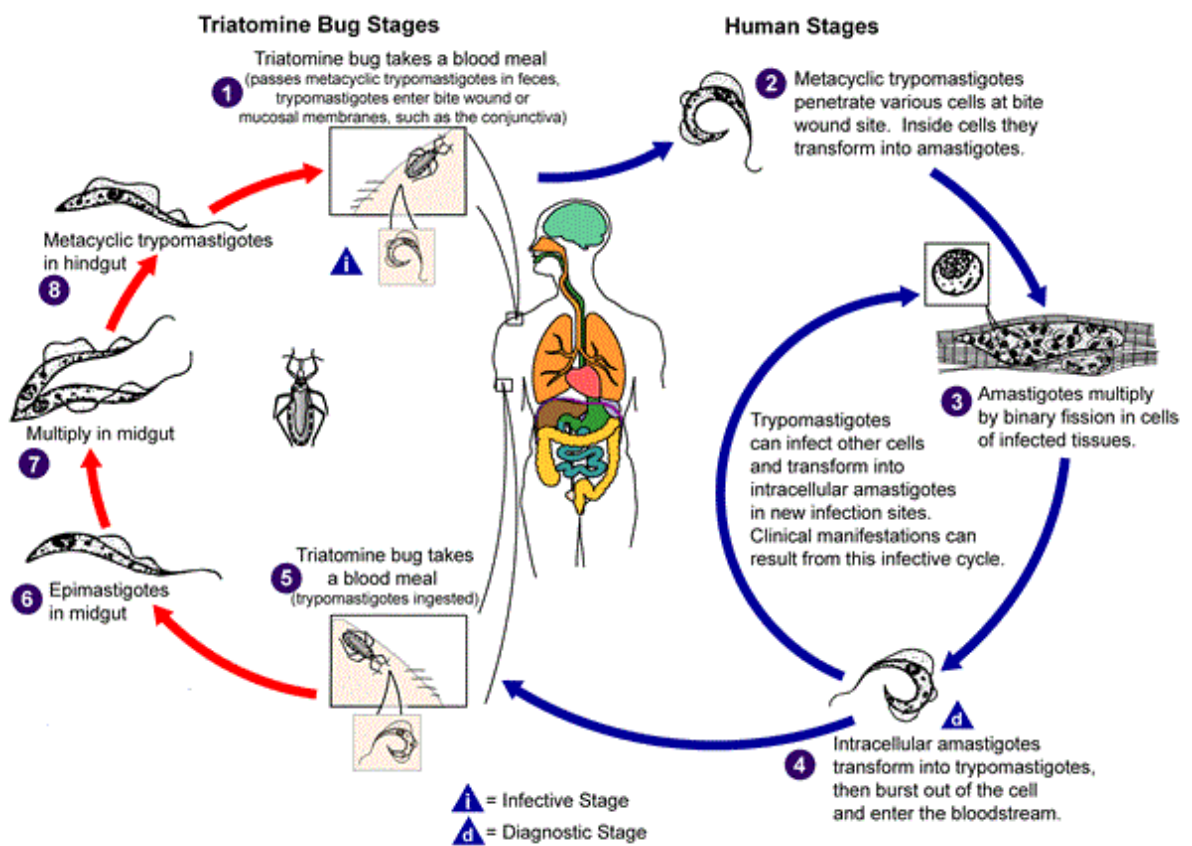 Triatomine Bug Stages
Human Stages
Triatomine bug takes a blood meal
1
(passes metacyclic trypomastigotes in feces,
trypomastigotes enter bite wound or
mucosal membranes, such as the conjunctiva)
2
Metacyclic trypomastigotes
penetrate various cells at bite
wound site. Inside cells they
transform into amastigotes.
Metacyclic trypomastigotes
in hindgut
8
i
3
Amastigotes multiply
by binary fission in cells
of infected tissues.
Trypomastigotes
can infect other cells
and transform into
intracellular amastigotes
in new infection sites.
Clinical manifestations can
result from this infective cycle.
Multiply in midgut
7
Triatomine bug takes
5
a blood meal
(trypomastigotes ingested)
6
Epimastigotes
in midgut
d
4
Intracellular amastigotes
transform into trypomastigotes,
then burst out of the cell
and enter the bloodstream.
i = Infective Stage
d = Diagnostic Stage